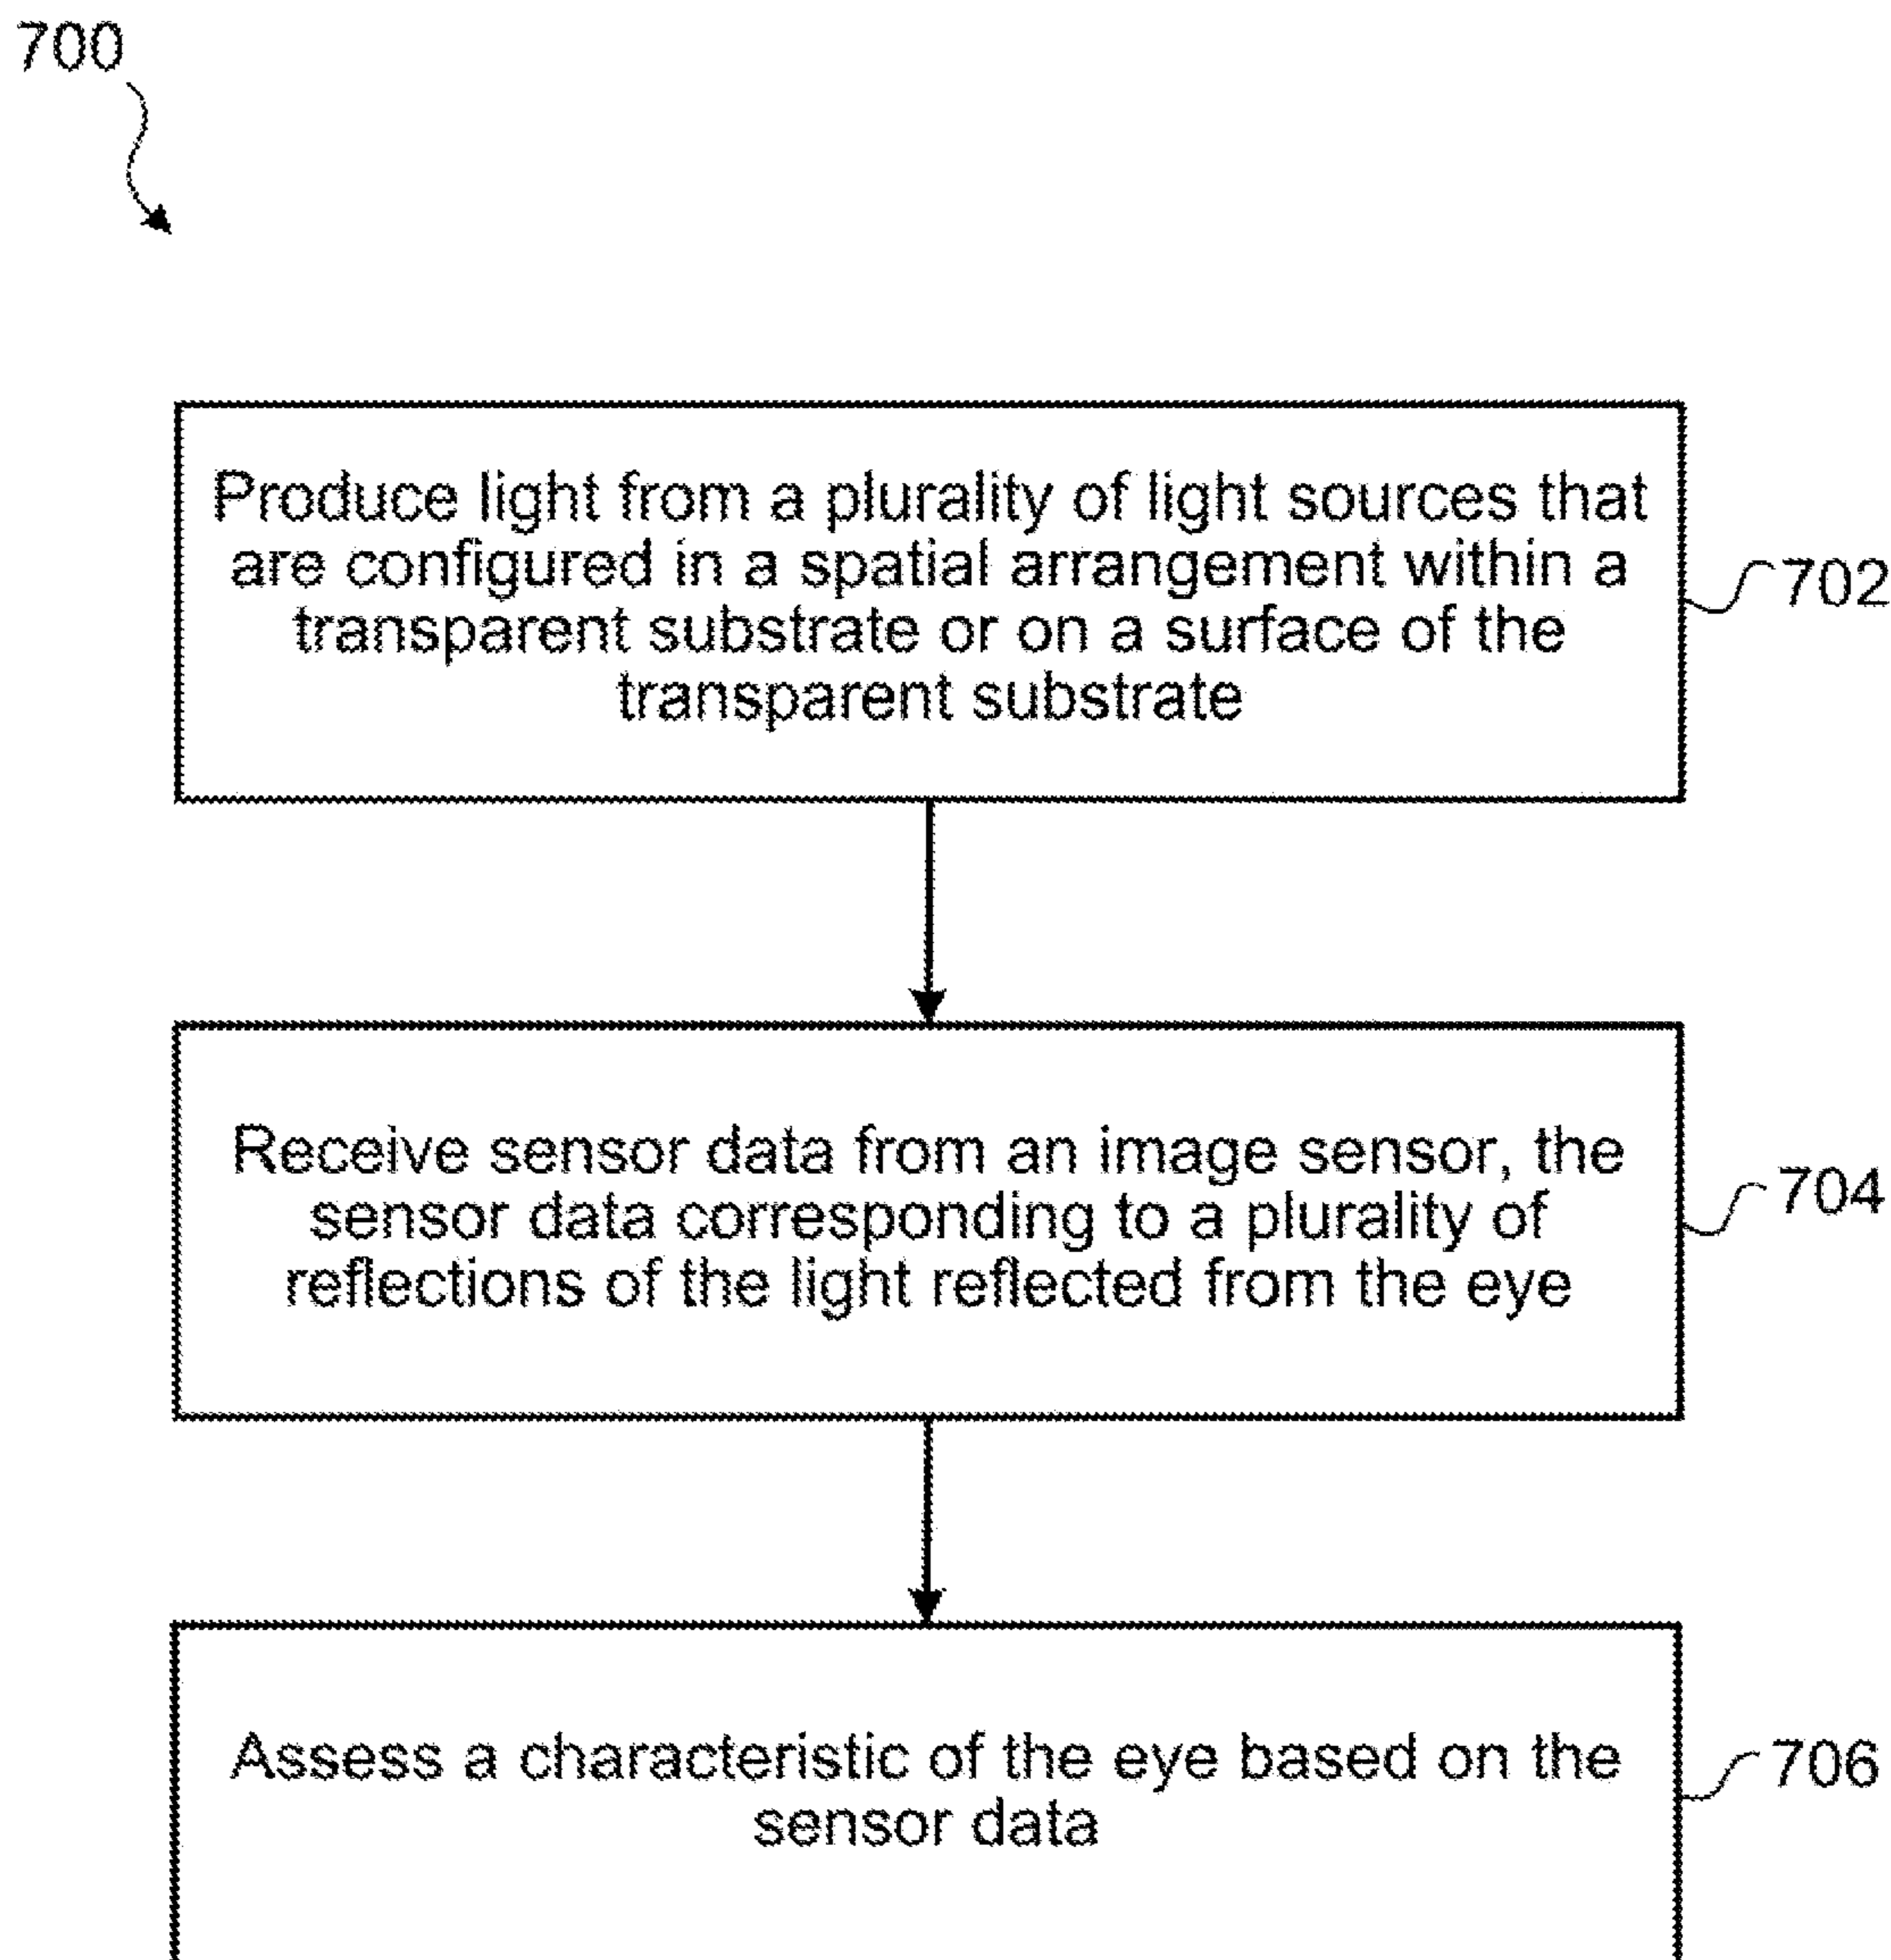 700
Produce light from a plurality of light sources that
are configured in a spatial arrangement within a
transparent substrate or on a surface of the
transparent substrate
702
Receive sensor data from an image sensor, the
sensor data corresponding to a plurality of
reflections of the light reflected from the eye
704
Assess a characteristic of the eye based on the
sensor data
706